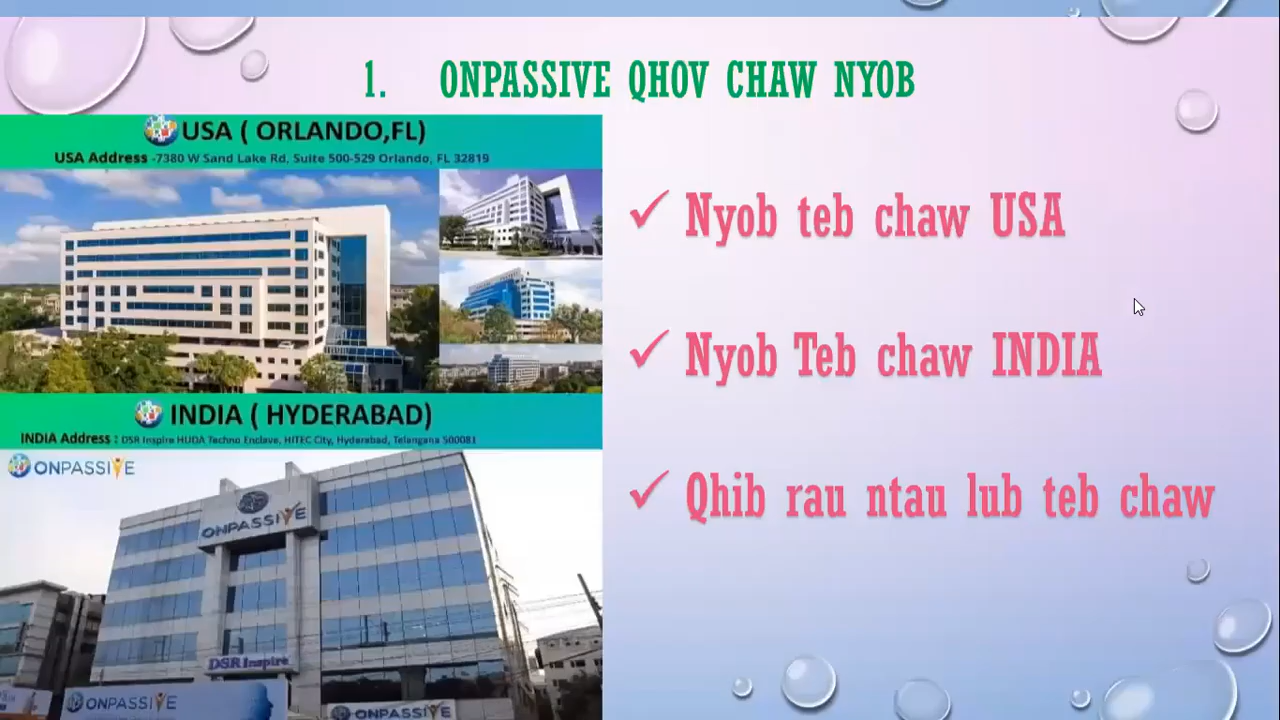 1. ONPASSIVE QHOV CHAW NYOB
USA ( ORLANDO,FL)
USA Address -7380 W Sand Lake Rd, Suite 500-529 Orlando, FL 32819
INDIA ( HYDERABAD)
INDIA Address : DSR Inspire HUDA Techno Enclave, HITEC City, Hyderabad, Telangana 500081
ONPASSIVE
ONPASSIVE
DSR Inspire
ONPASSIVE
ONPASSIVE
✓ Nyob teb chaw USA
✓ Nyob Teb chaw INDIA
✓ Qhib rau ntau lub teb chaw